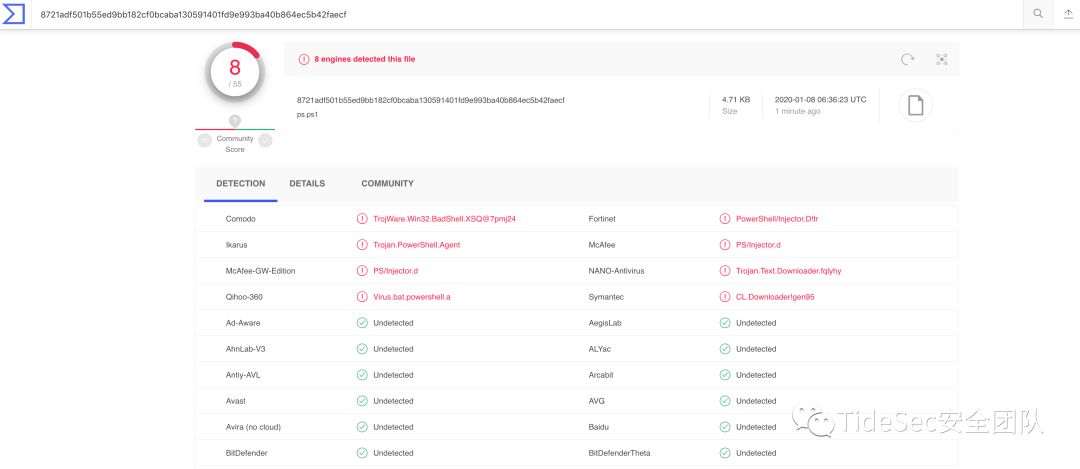 8721adf501b55ed9bb182cf0bcaba130591401fd9e993ba40b864ec5b42faecf
8
/ 55
?
Community
Score
8 engines detected this file
8721adf501b55ed9bb182cf0bcaba130591401fd9e993ba40b864ec5b42faecf
ps.ps1
4.71 KB
Size
2020-01-08 06:36:23 UTC
1 minute ago
DETECTION DETAILS COMMUNITY
Comodo TrojWare.Win32.BadShell.XSQ@7pmj24 Fortinet PowerShell/Injector.D!tr
Ikarus Trojan.PowerShell.Agent McAfee PS/Injector.d
McAfee-GW-Edition PS/Injector.d NANO-Antivirus Trojan.Text.Downloader.fqlyhy
Qihoo-360 Virus.bat.powershell.a Symantec CL.Downloader!gen95
Ad-Aware Undetected AegisLab Undetected
AhnLab-V3 Undetected ALYac Undetected
Antiy-AVL Undetected Arcabit Undetected
Avast Undetected AVG Undetected
Avira (no cloud) Undetected Baidu Undetected
BitDefender Undetected BitDefenderTheta Undetected
TideSec安全团队